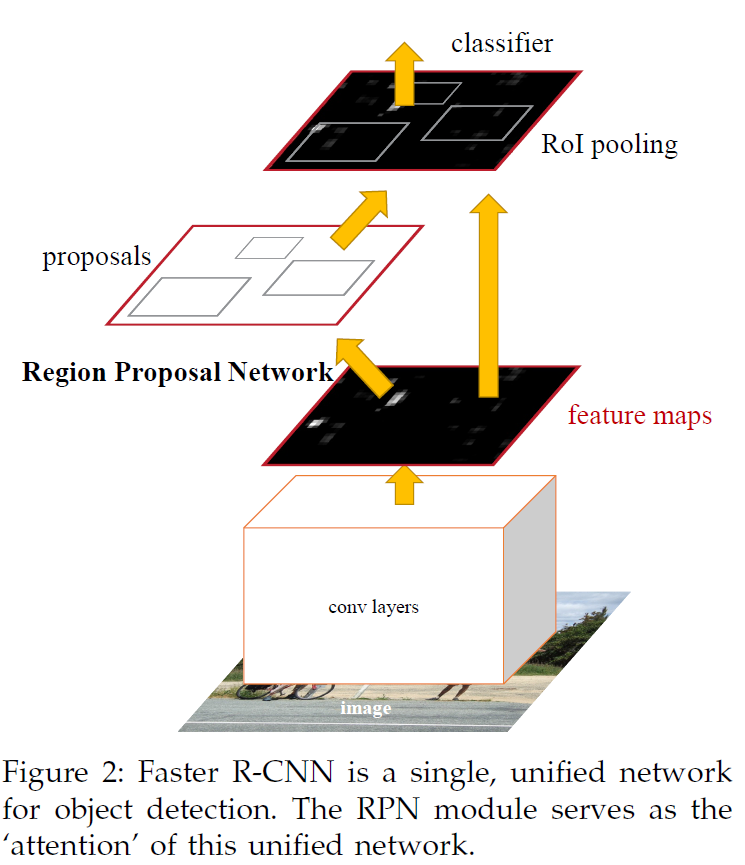 classifier
RoI pooling
proposals
Region Proposal Network
feature maps
conv layers
image
Figure 2: Faster R-CNN is a single, unified network
for object detection. The RPN module serves as the
‘attention’ of this unified network.